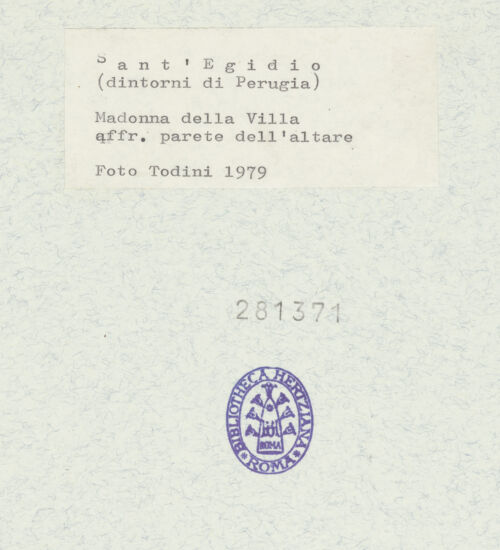 Sant'Egidio
(dintorni di Perugia)
Madonna della Villa
affr. parete dell'altare
Foto Todini 1979
281371
BIBLIOTHECA HERTZIANA
ROMA
ROMA